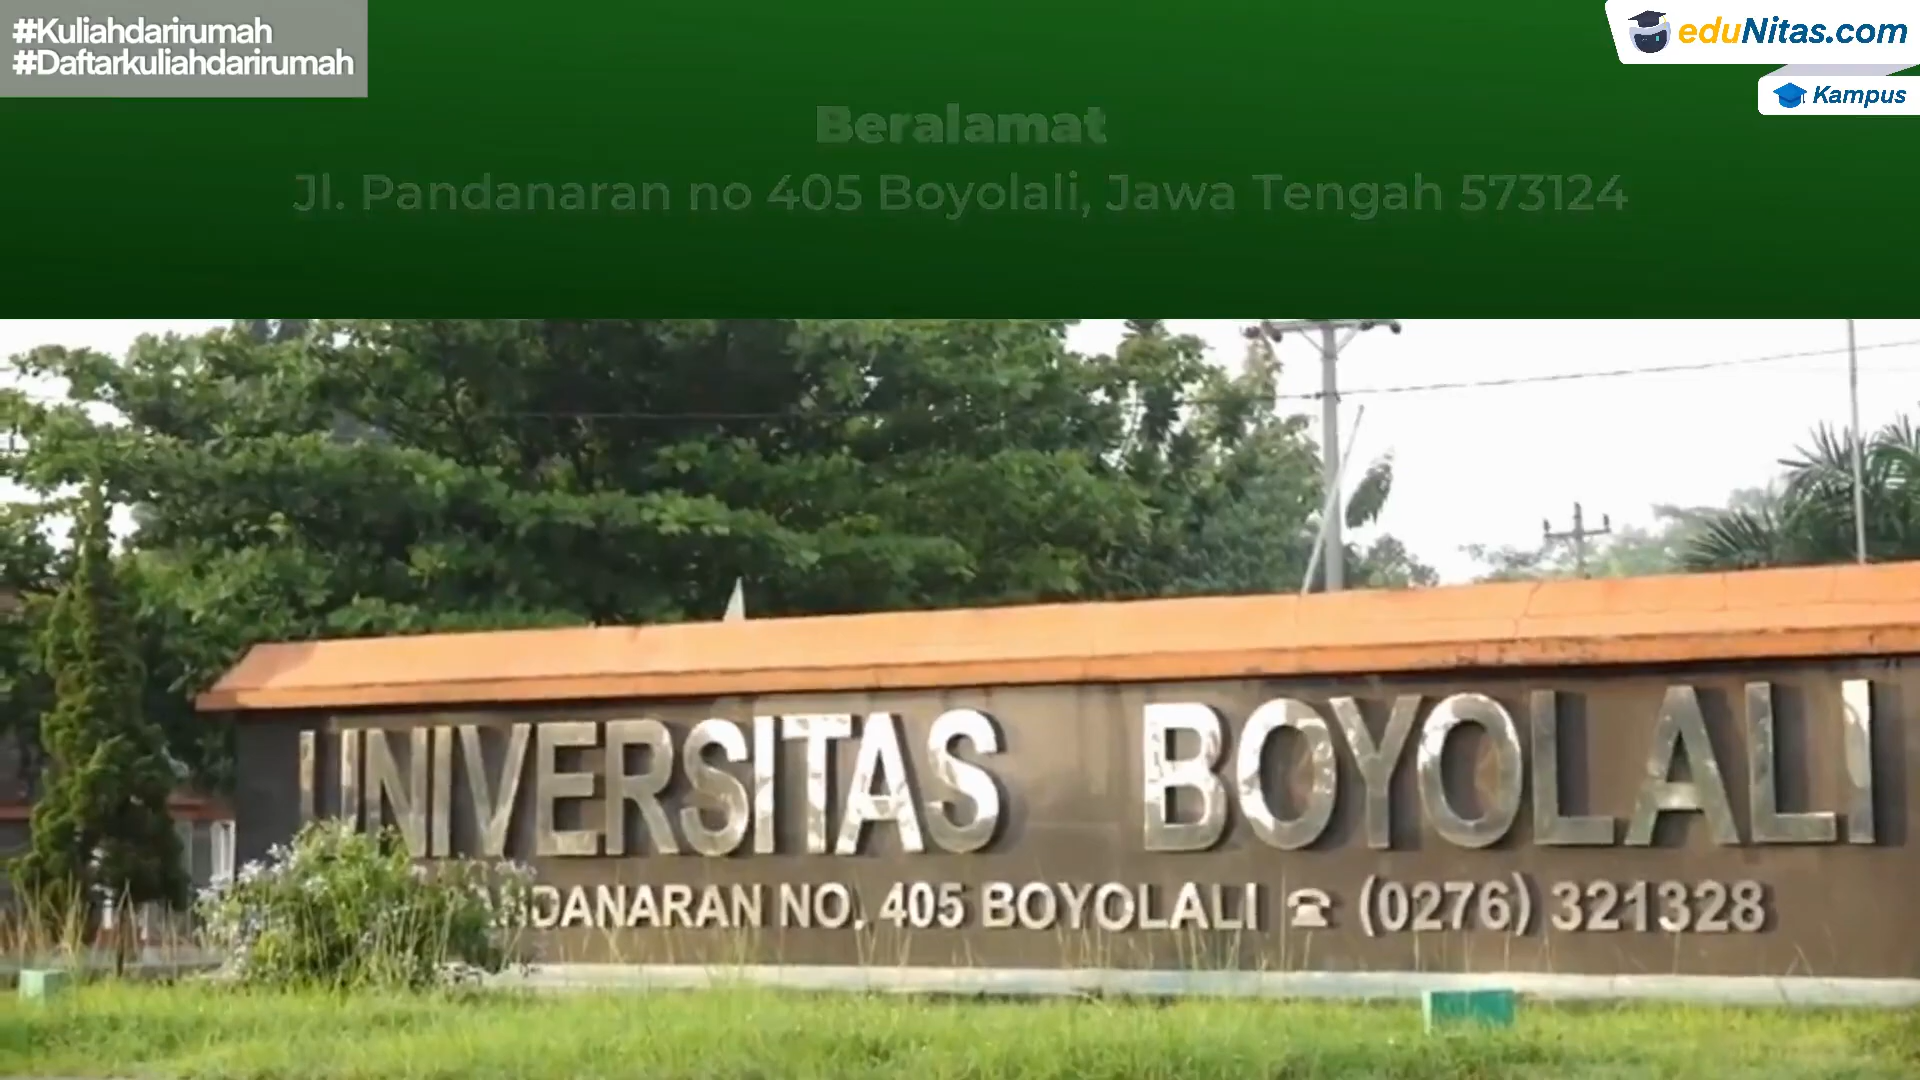 #Kuliahdarirumah
#Daftarkuliahdarirumah
eduNitas.com
Kampus
Beralamat
Jl. Pandanaran no 405 Boyolali, Jawa Tengah 573124
UNIVERSITAS BOYOLALI
NO. 405 BOYOLALI ☎ (0276) 321328